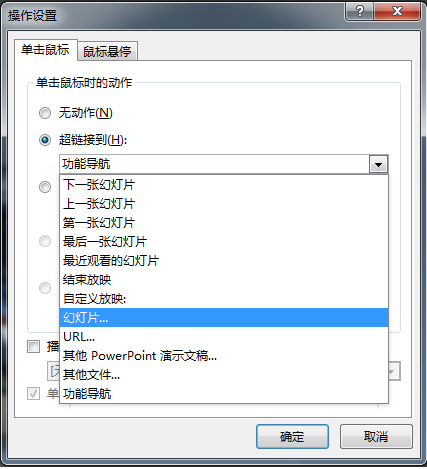 操作设置
单击鼠标
鼠标悬停
单击鼠标时的动作
无动作(N)
超链接到(H):
功能导航
下一张幻灯片
上一张幻灯片
第一张幻灯片
最后一张幻灯片
最近观看的幻灯片
结束放映
自定义放映:
幻灯片...
URL...
其他 PowerPoint 演示文稿...
其他文件...
功能导航
播
单
确定
取消